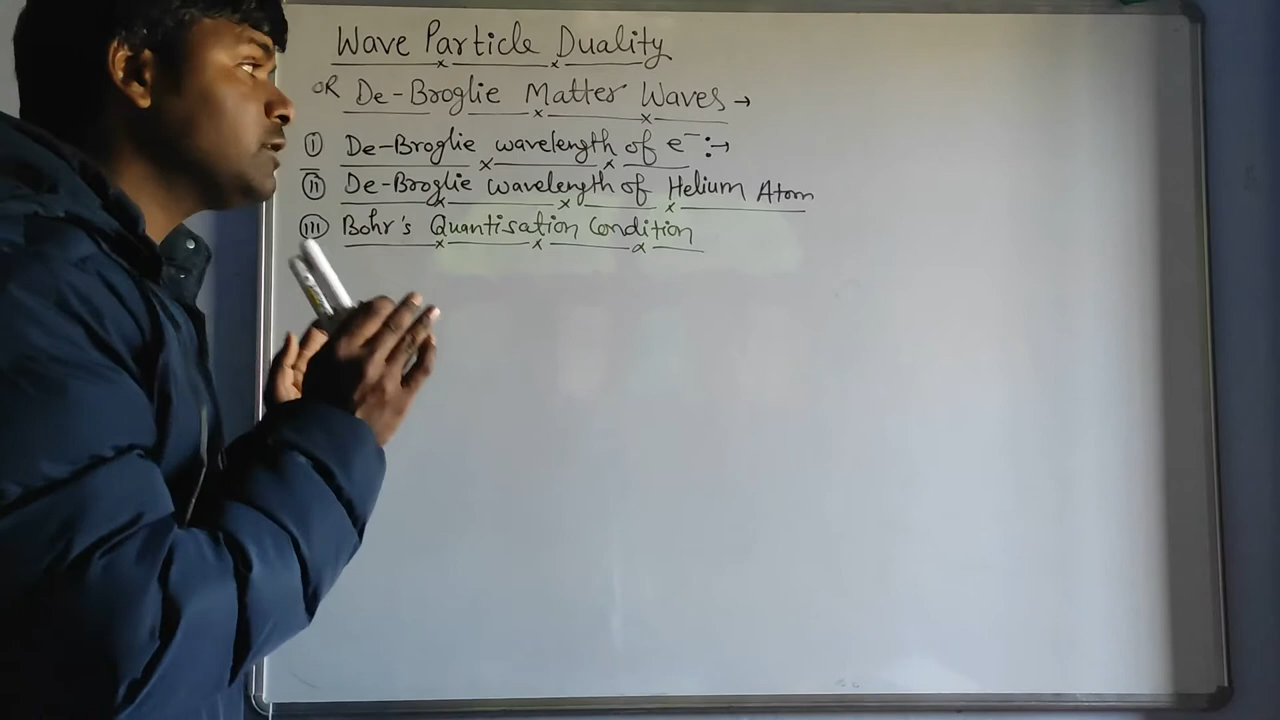 Wave Particle Duality
OR De-Broglie Matter Waves →
(i) De-Broglie wavelength of e⁻ :→
(ii) De-Broglie wavelength of Helium Atom
(iii) Bohr's Quantisation Condition